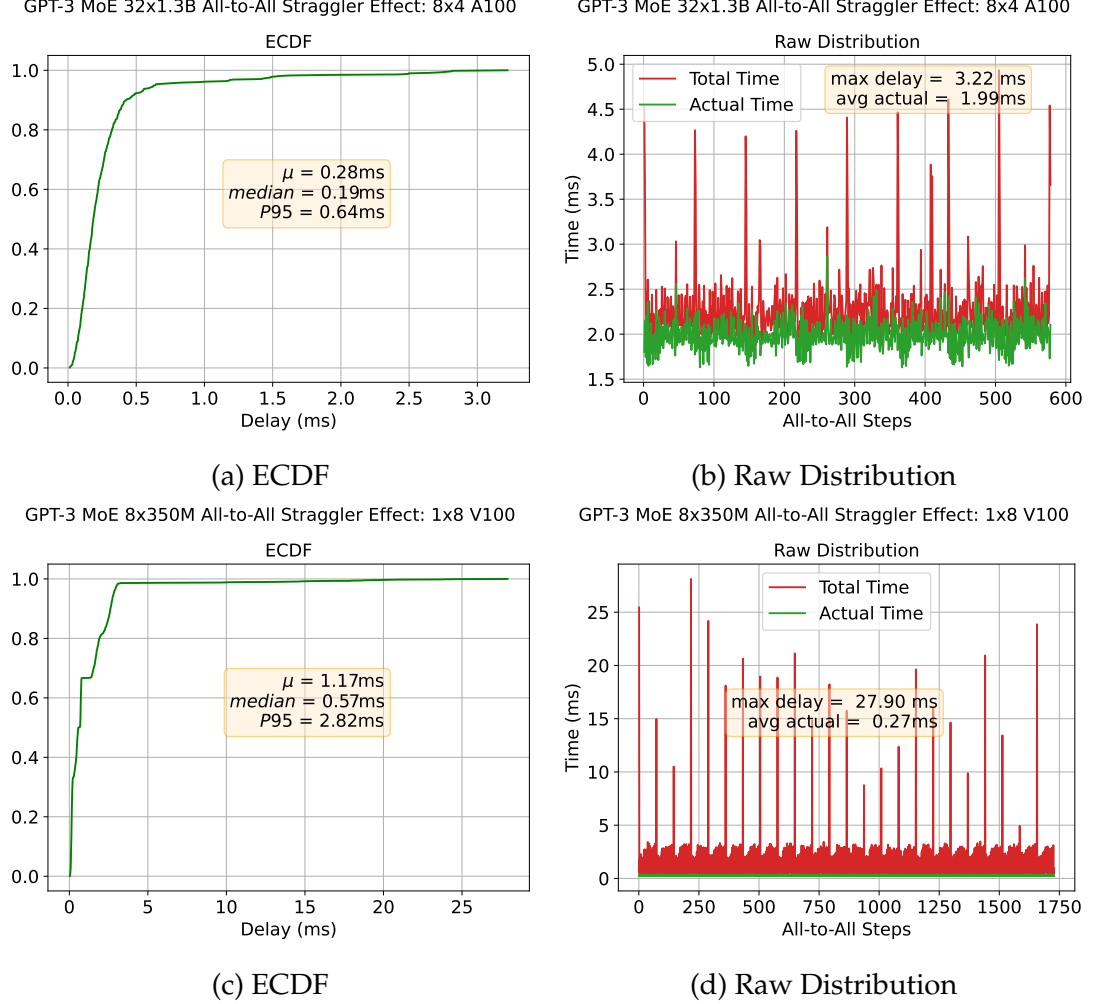 GPT-3 MoE 32x1.3B All-to-All Straggler Effect: 8x4 A100
ECDF
1.0
0.8
0.6
0.4
0.2
0.0
μ = 0.28ms
median = 0.19ms
P95 = 0.64ms
0.0 0.5 1.0 1.5 2.0 2.5 3.0
Delay (ms)
(a) ECDF
GPT-3 MoE 32x1.3B All-to-All Straggler Effect: 8x4 A100
Raw Distribution
Total Time
Actual Time
max delay = 3.22 ms
avg actual = 1.99ms
5.0
4.5
4.0
3.5
3.0
2.5
2.0
1.5
Time (ms)
0 100 200 300 400 500 600
All-to-All Steps
(b) Raw Distribution
GPT-3 MoE 8x350M All-to-All Straggler Effect: 1x8 V100
ECDF
1.0
0.8
0.6
0.4
0.2
0.0
μ = 1.17ms
median = 0.57ms
P95 = 2.82ms
0 5 10 15 20 25
Delay (ms)
(c) ECDF
GPT-3 MoE 8x350M All-to-All Straggler Effect: 1x8 V100
Raw Distribution
Total Time
Actual Time
max delay = 27.90 ms
avg actual = 0.27ms
25
20
15
10
5
0
Time (ms)
0 250 500 750 1000 1250 1500 1750
All-to-All Steps
(d) Raw Distribution